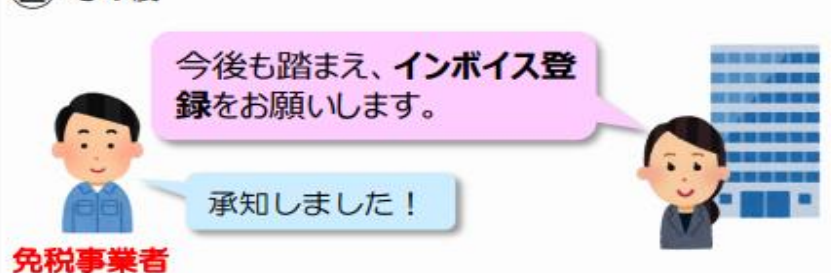 今後も踏まえ、インボイス登
録をお願いします。
承知しました！
免税事業者